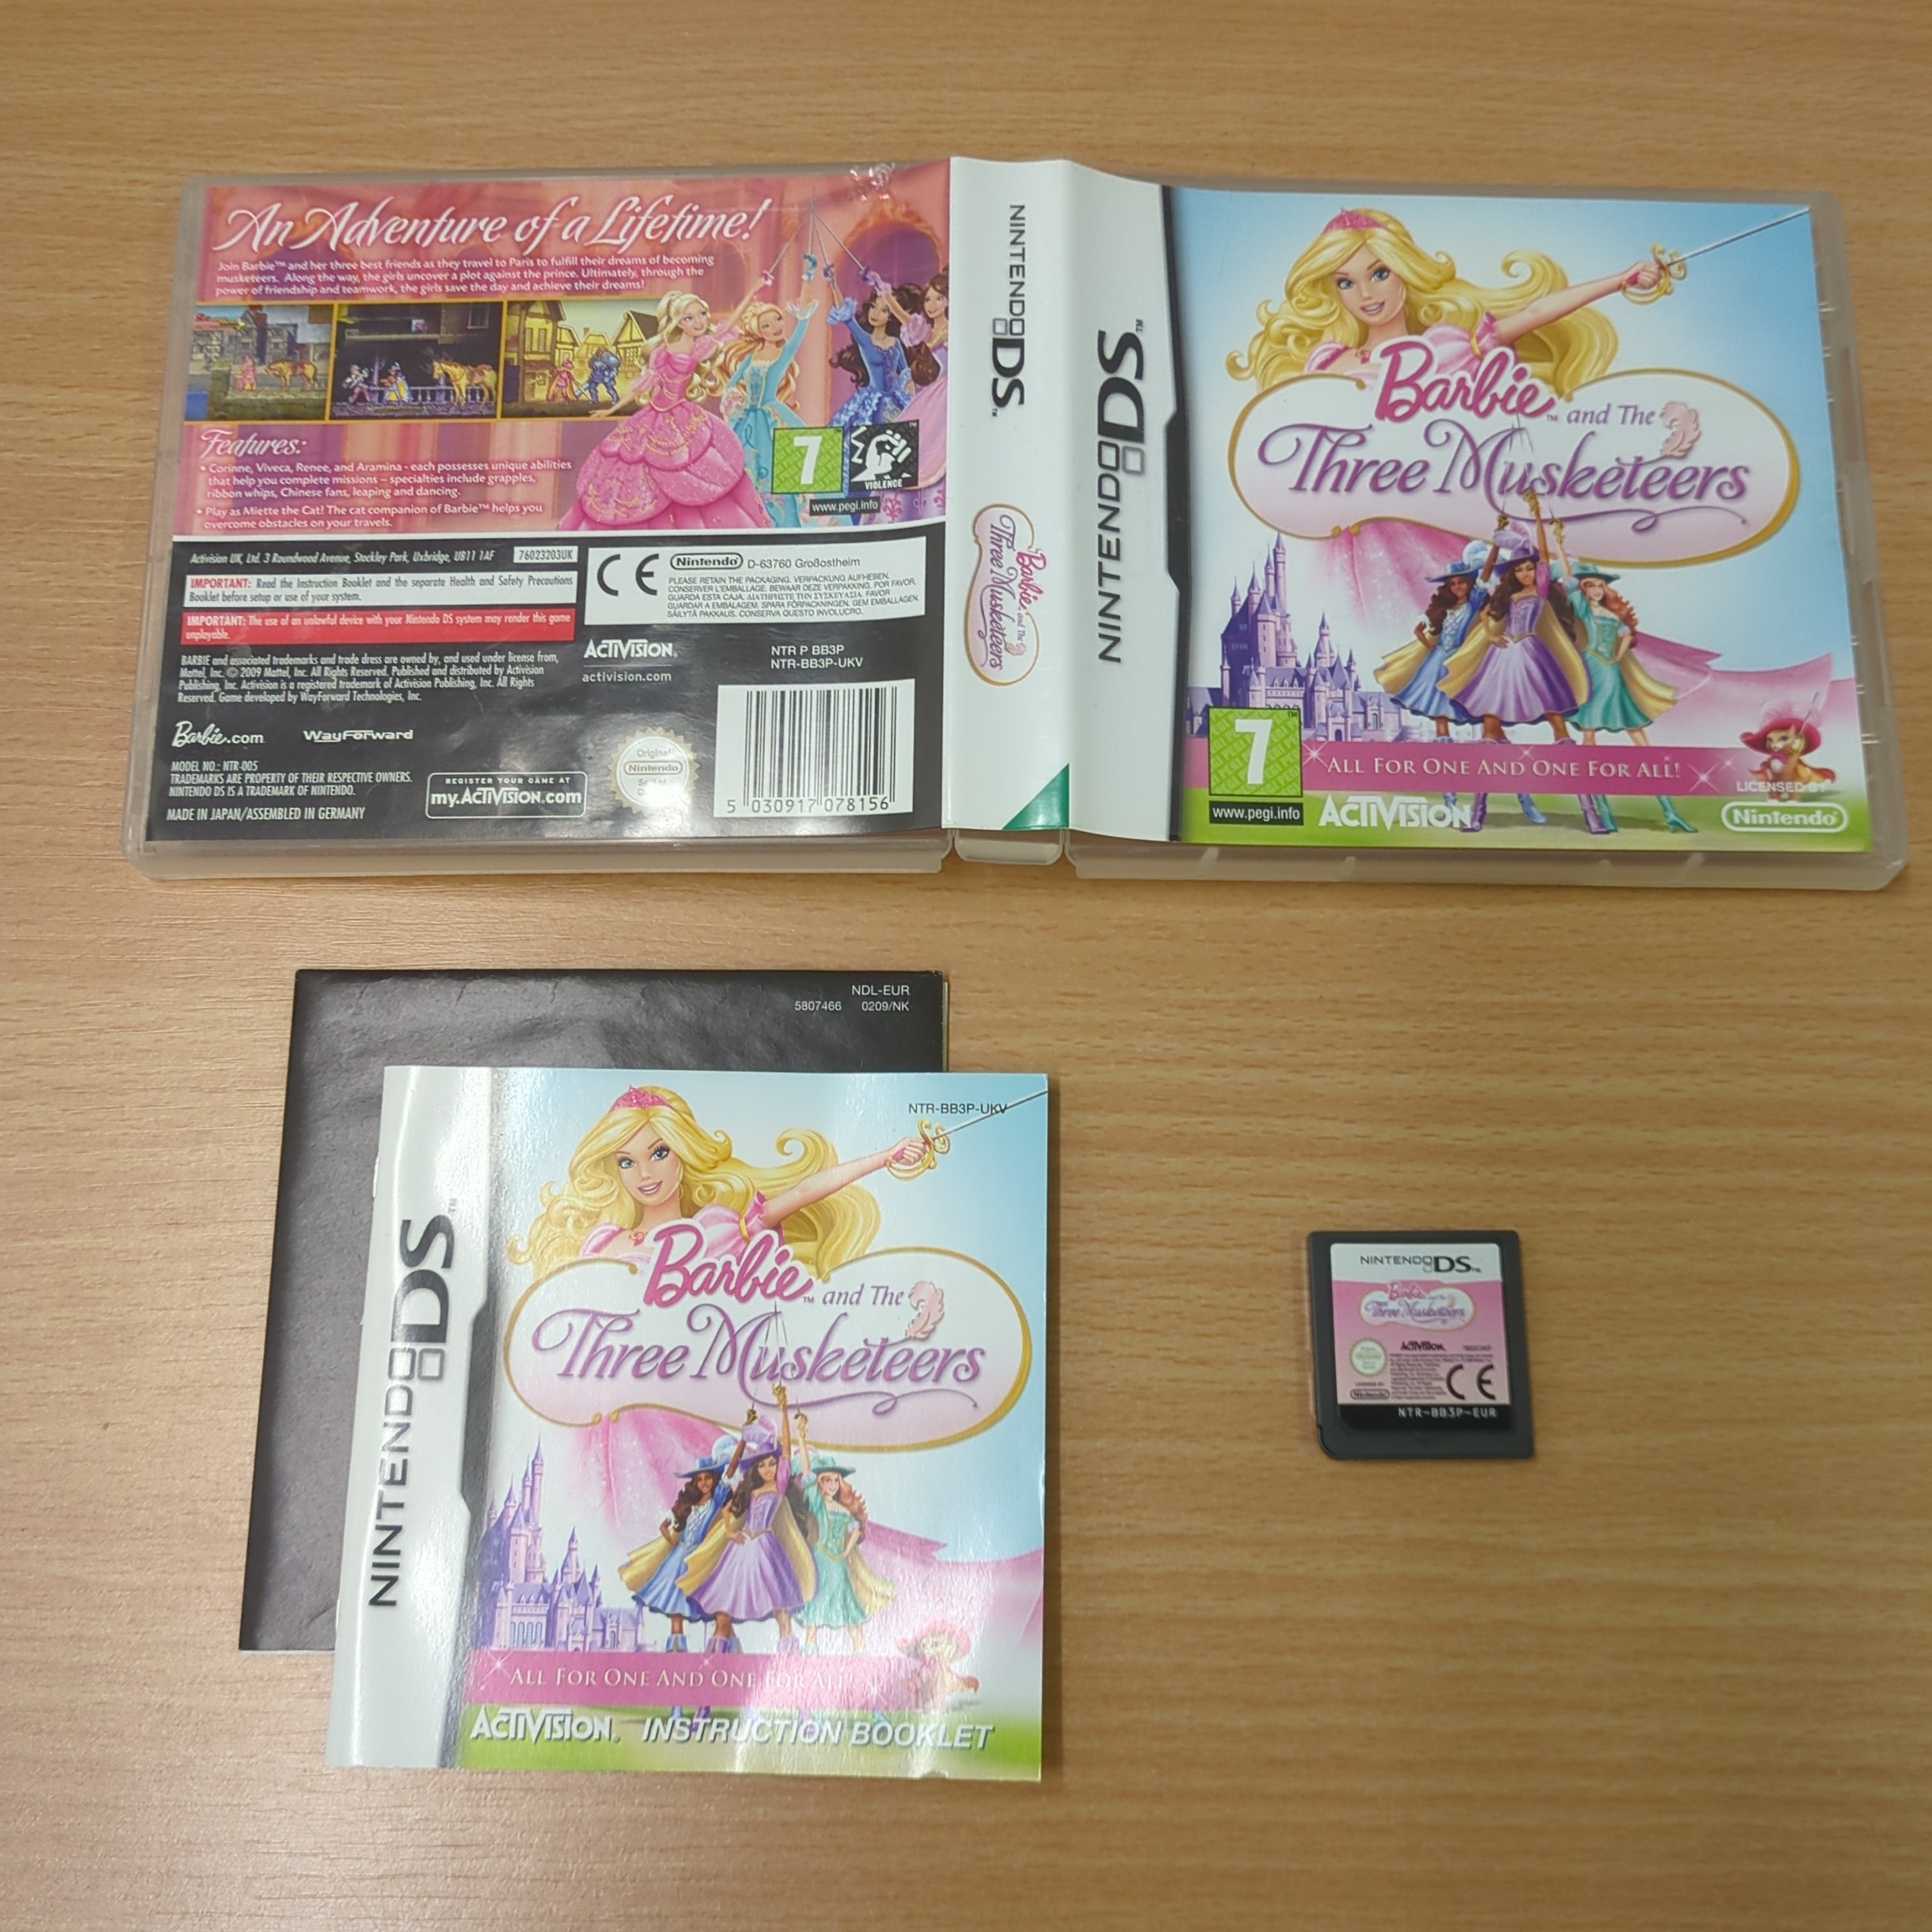 An Adventure of a Lifetime!
Join Barbie™ and her three best friends as they travel to Paris to fulfill their dreams of becoming
musketeers. Along the way, the girls uncover a plot against the prince. Ultimately, through the
power of friendship and teamwork, the girls save the day and achieve their dreams!
Features:
• Corinne, Viveca, Renee, and Aramina - each possesses unique abilities
that help you complete missions – specialties include grapples,
ribbon whips, Chinese fans, leaping and dancing.
• Play as Miette the Cat! The cat companion of Barbie™ helps you
overcome obstacles on your travels.
7
VIOLENCE
www.pegi.info
Activision UK, Ltd. 3 Roundwood Avenue, Stockley Park, Uxbridge, UB11 1AF
76023203UK
IMPORTANT: Read the Instruction Booklet and the separate Health and Safety Precautions
Booklet before setup or use of your system.
IMPORTANT: The use of an unlawful device with your Nintendo DS system may render this game
unplayable.
BARBIE and associated trademarks and trade dress are owned by, and used under license from,
Mattel, Inc. © 2009 Mattel, Inc. All Rights Reserved. Published and distributed by Activision
Publishing, Inc. Activision is a registered trademark of Activision Publishing, Inc. All Rights
Reserved. Game developed by WayForward Technologies, Inc.
Barbie.com WayForward
MODEL NO.: NTR-005
TRADEMARKS ARE PROPERTY OF THEIR RESPECTIVE OWNERS.
NINTENDO DS IS A TRADEMARK OF NINTENDO.
MADE IN JAPAN/ASSEMBLED IN GERMANY
REGISTER YOUR GAME AT
my.ACTIVISION.com
CE
Nintendo D-63760 Großostheim
PLEASE RETAIN THE PACKAGING. VERPACKUNG AUFHEBEN.
CONSERVER L'EMBALLAGE. BEWAAR DEZE VERPAKKING. POR FAVOR,
GUARDA ESTA CAJA. ΔΙΑΤΗΡΗΣΤΕ ΤΗΝ ΣΥΣΚΕΥΑΣΙΑ. FAVOR
GUARDAR A EMBALAGEM. SPARA FÖRPACKNINGEN. GEM EMBALLAGEN.
SÄILYTÄ PAKKAUS. CONSERVA QUESTO INVOLUCRO.
ACTIVISION.
activision.com
NTR P BB3P
NTR-BB3P-UKV
Original
Nintendo
5 030917 078156
NINTENDO DS™
Barbie™ and The
Three Musketeers
NINTENDO DS™
Barbie™ and The
Three Musketeers
7
www.pegi.info
ALL FOR ONE AND ONE FOR ALL!
ACTIVISION.
LICENSED BY
Nintendo
NDL-EUR
5807466 0209/NK
NTR-BB3P-UKV
NINTENDO DS™
Barbie™ and The
Three Musketeers
ALL FOR ONE AND ONE FOR ALL!
ACTIVISION. INSTRUCTION BOOKLET
NINTENDO DS™
Barbie and The
Three Musketeers
ACTIVISION.
Nintendo
CE
NTR-BB3P-EUR